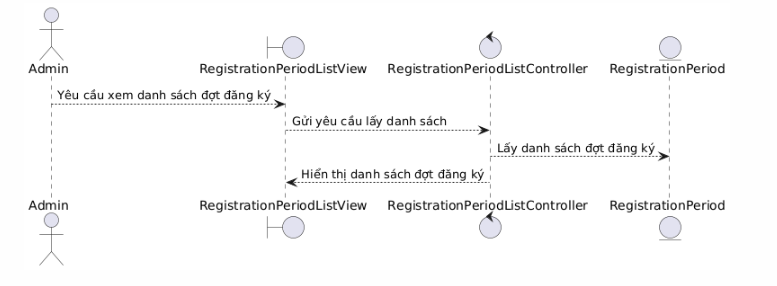 Admin
RegistrationPeriodListView
RegistrationPeriodListController
RegistrationPeriod
Yêu cầu xem danh sách đợt đăng ký
Gửi yêu cầu lấy danh sách
Lấy danh sách đợt đăng ký
Hiển thị danh sách đợt đăng ký
Admin
RegistrationPeriodListView
RegistrationPeriodListController
RegistrationPeriod